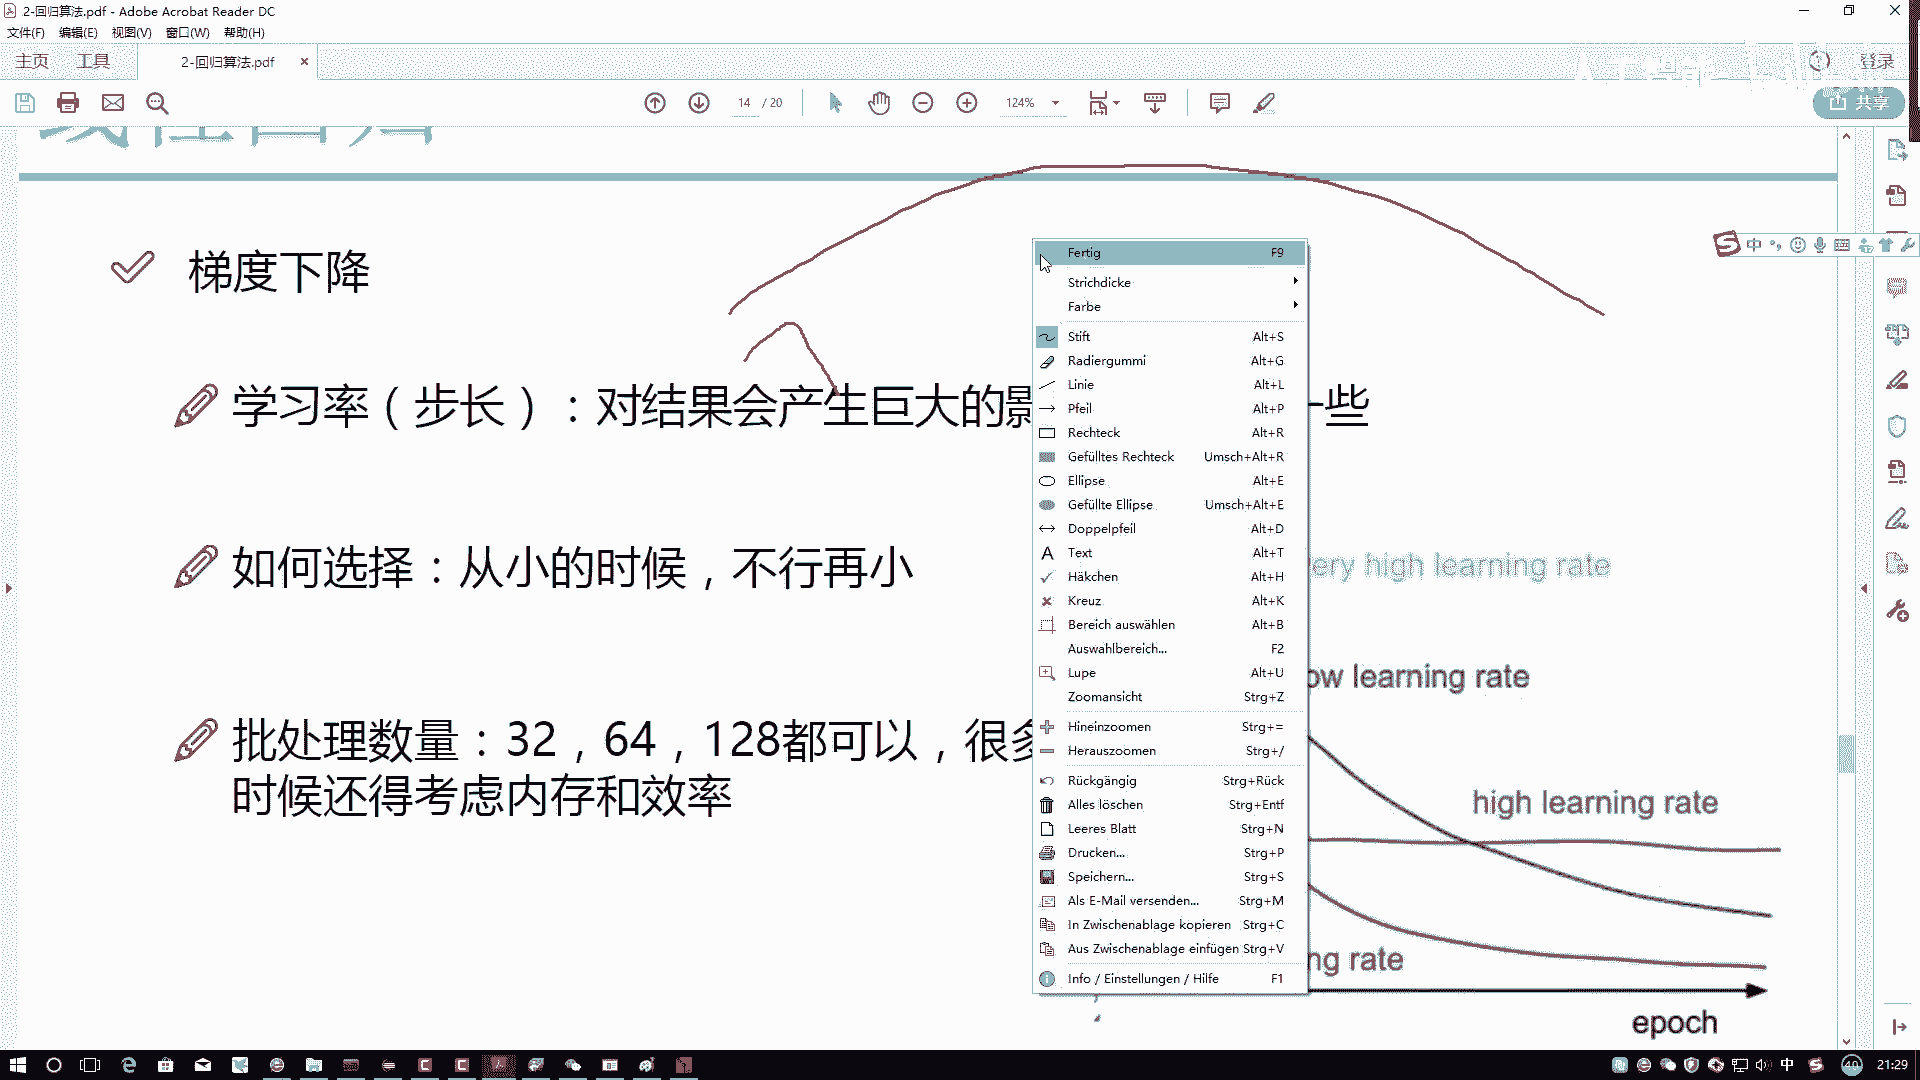 2-回归算法.pdf - Adobe Acrobat Reader DC
文件(F) 编辑(E) 视图(V) 窗口(W) 帮助(H)
主页 工具 2-回归算法.pdf × 登录
14 / 20 124% 共享
线性回归
中
梯度下降
学习率（步长）：对结果会产生巨大的影 一些
如何选择：从小的时候，不行再小
批处理数量：32，64，128都可以，很多
时候还得考虑内存和效率
Fertig F9
Strichdicke
Farbe
Stift Alt+S
Radiergummi Alt+G
Linie Alt+L
Pfeil Alt+P
Rechteck Alt+R
Gefülltes Rechteck Umsch+Alt+R
Ellipse Alt+E
Gefüllte Ellipse Umsch+Alt+E
Doppelpfeil Alt+D
Text Alt+T
Häkchen Alt+H
Kreuz Alt+K
Bereich auswählen Alt+B
Auswahlbereich... F2
Lupe Alt+U
Zoomansicht Strg+Z
Hineinzoomen Strg+=
Herauszoomen Strg+/
Rückgängig Strg+Rück
Alles löschen Strg+Entf
Leeres Blatt Strg+N
Drucken... Strg+P
Speichern... Strg+S
Als E-Mail versenden... Strg+M
In Zwischenablage kopieren Strg+C
Aus Zwischenablage einfügen Strg+V
Info / Einstellungen / Hilfe F1
ery high learning rate
ow learning rate
high learning rate
ng rate
epoch
中 40 21:29